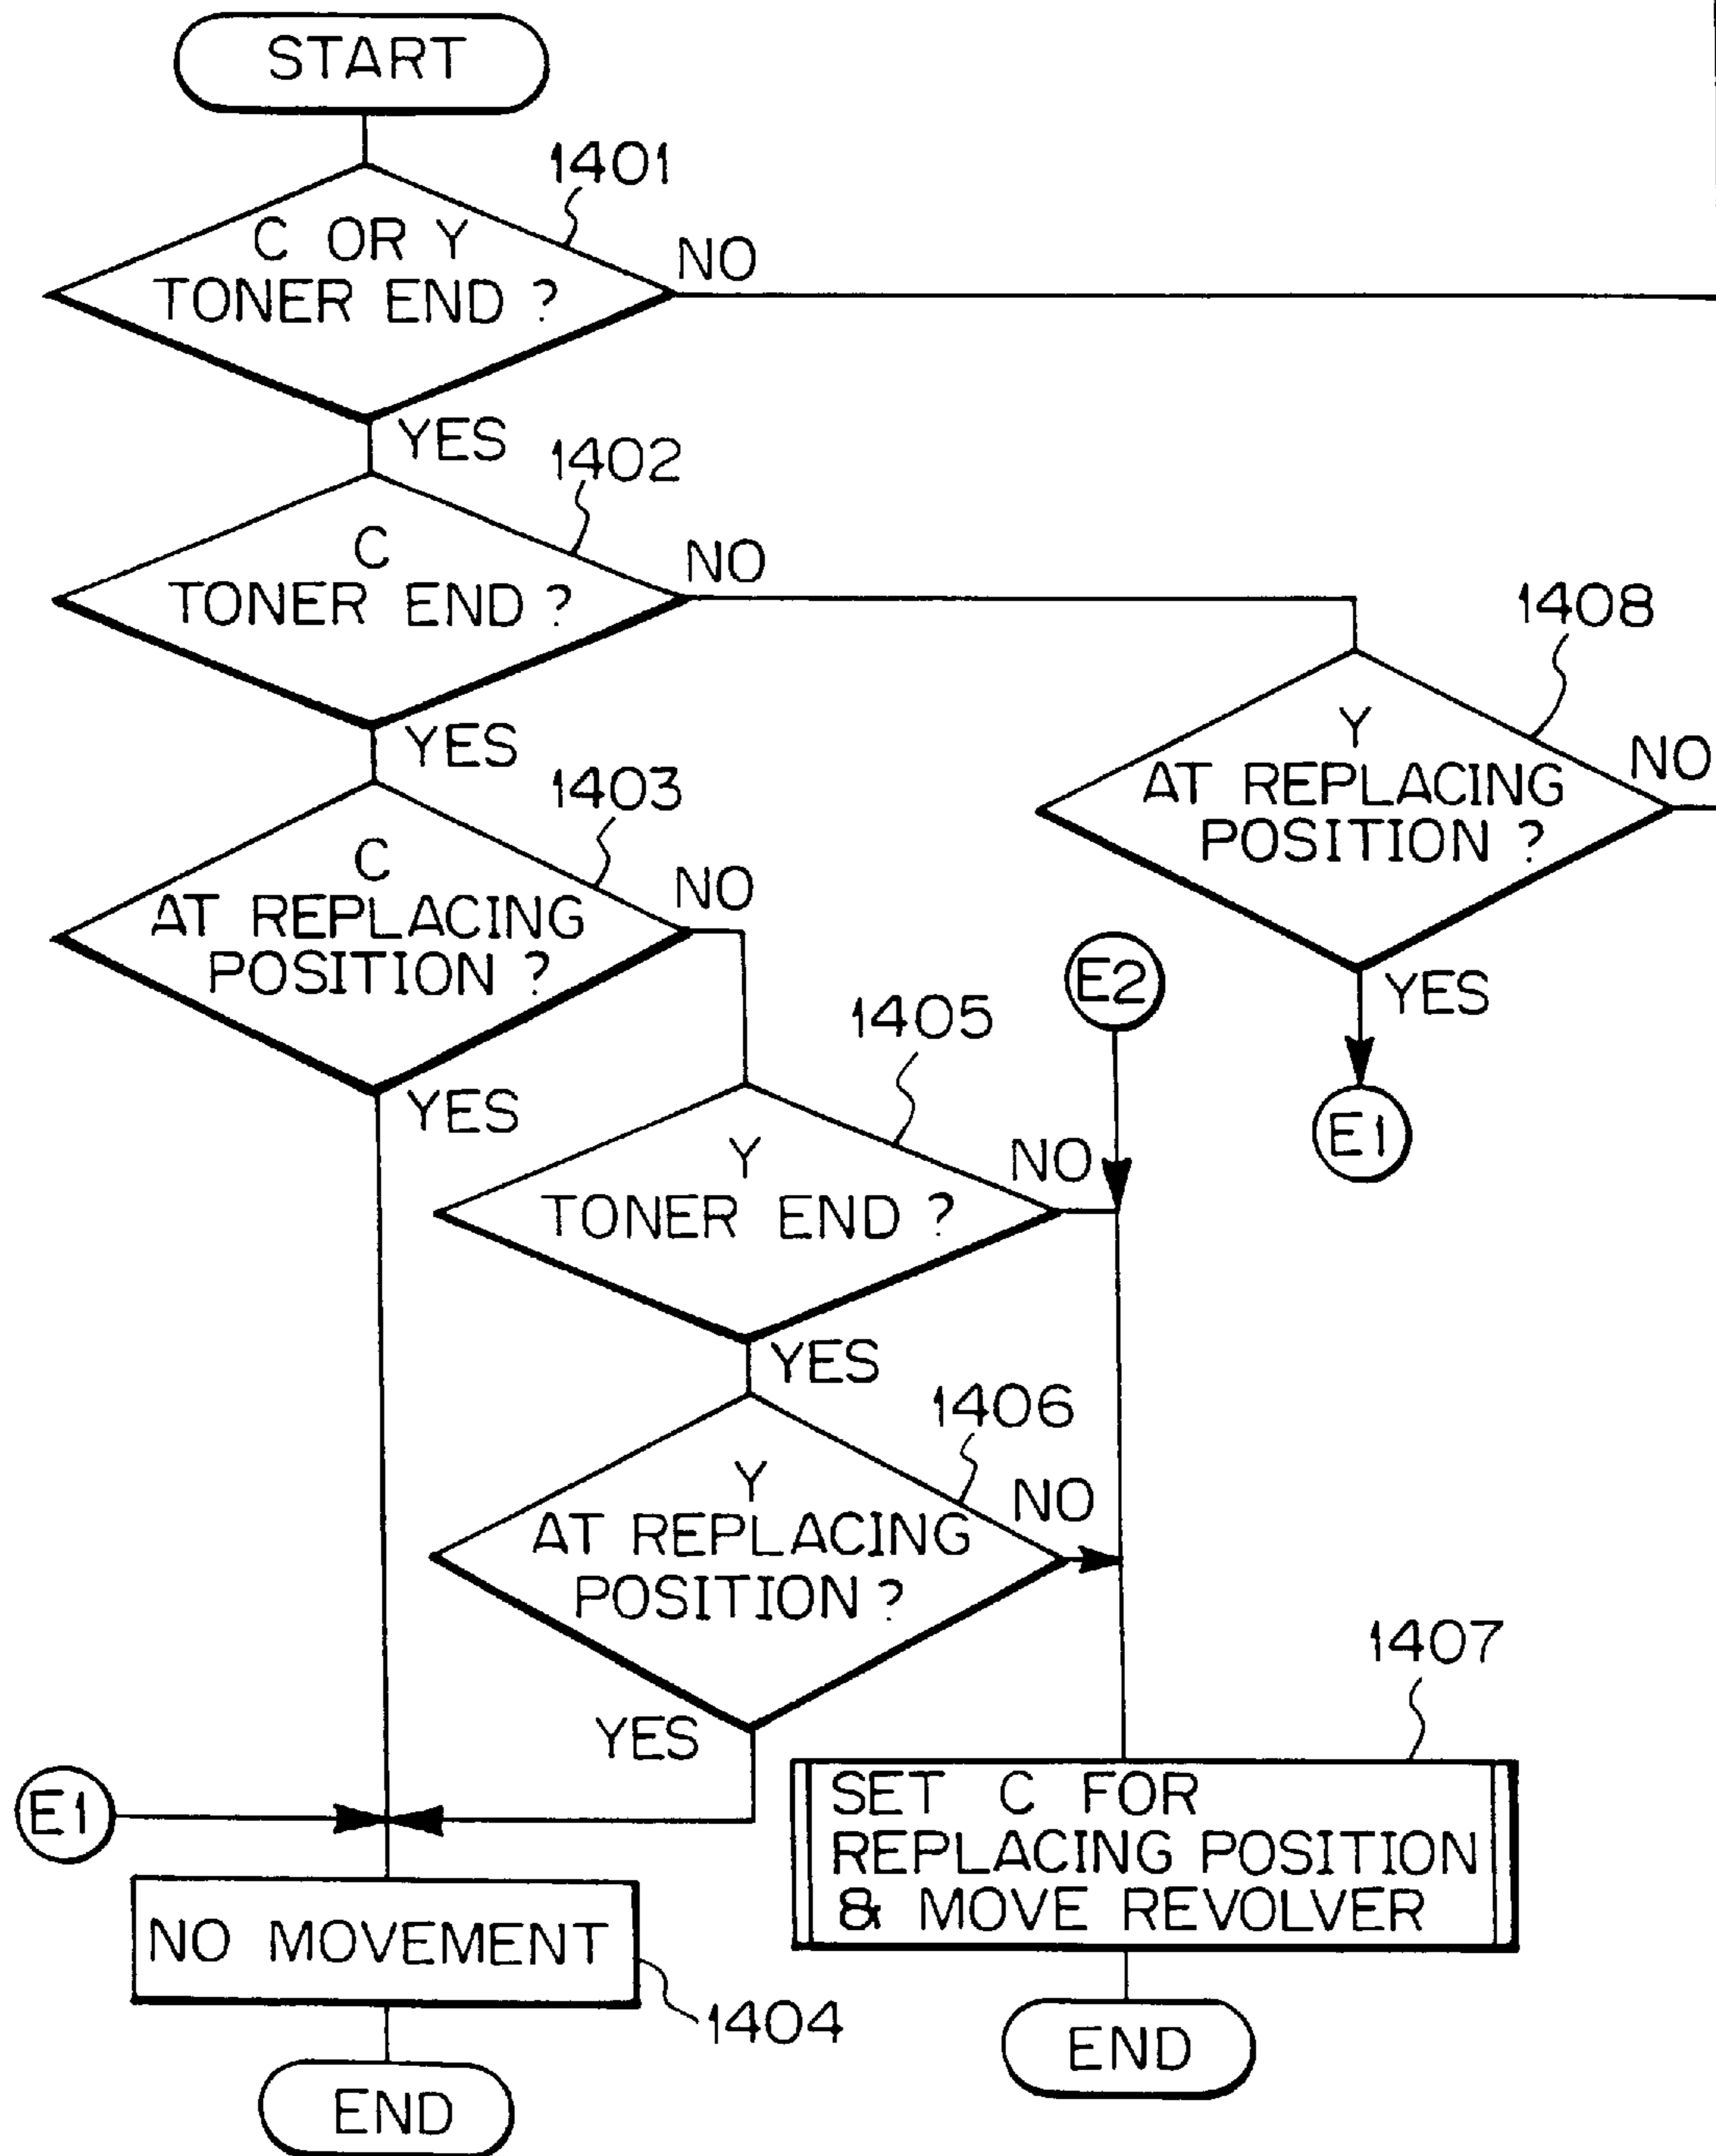 START
1401
C OR Y
TONER END ?
NO
YES
1402
C
TONER END ?
NO
YES
1408
Y
AT REPLACING
POSITION ?
NO
YES
E1
1403
C
AT REPLACING
POSITION ?
NO
YES
E2
1405
Y
TONER END ?
NO
YES
1406
Y
AT REPLACING
POSITION ?
NO
YES
1407
SET C FOR
REPLACING POSITION
& MOVE REVOLVER
END
E1
NO MOVEMENT
1404
END